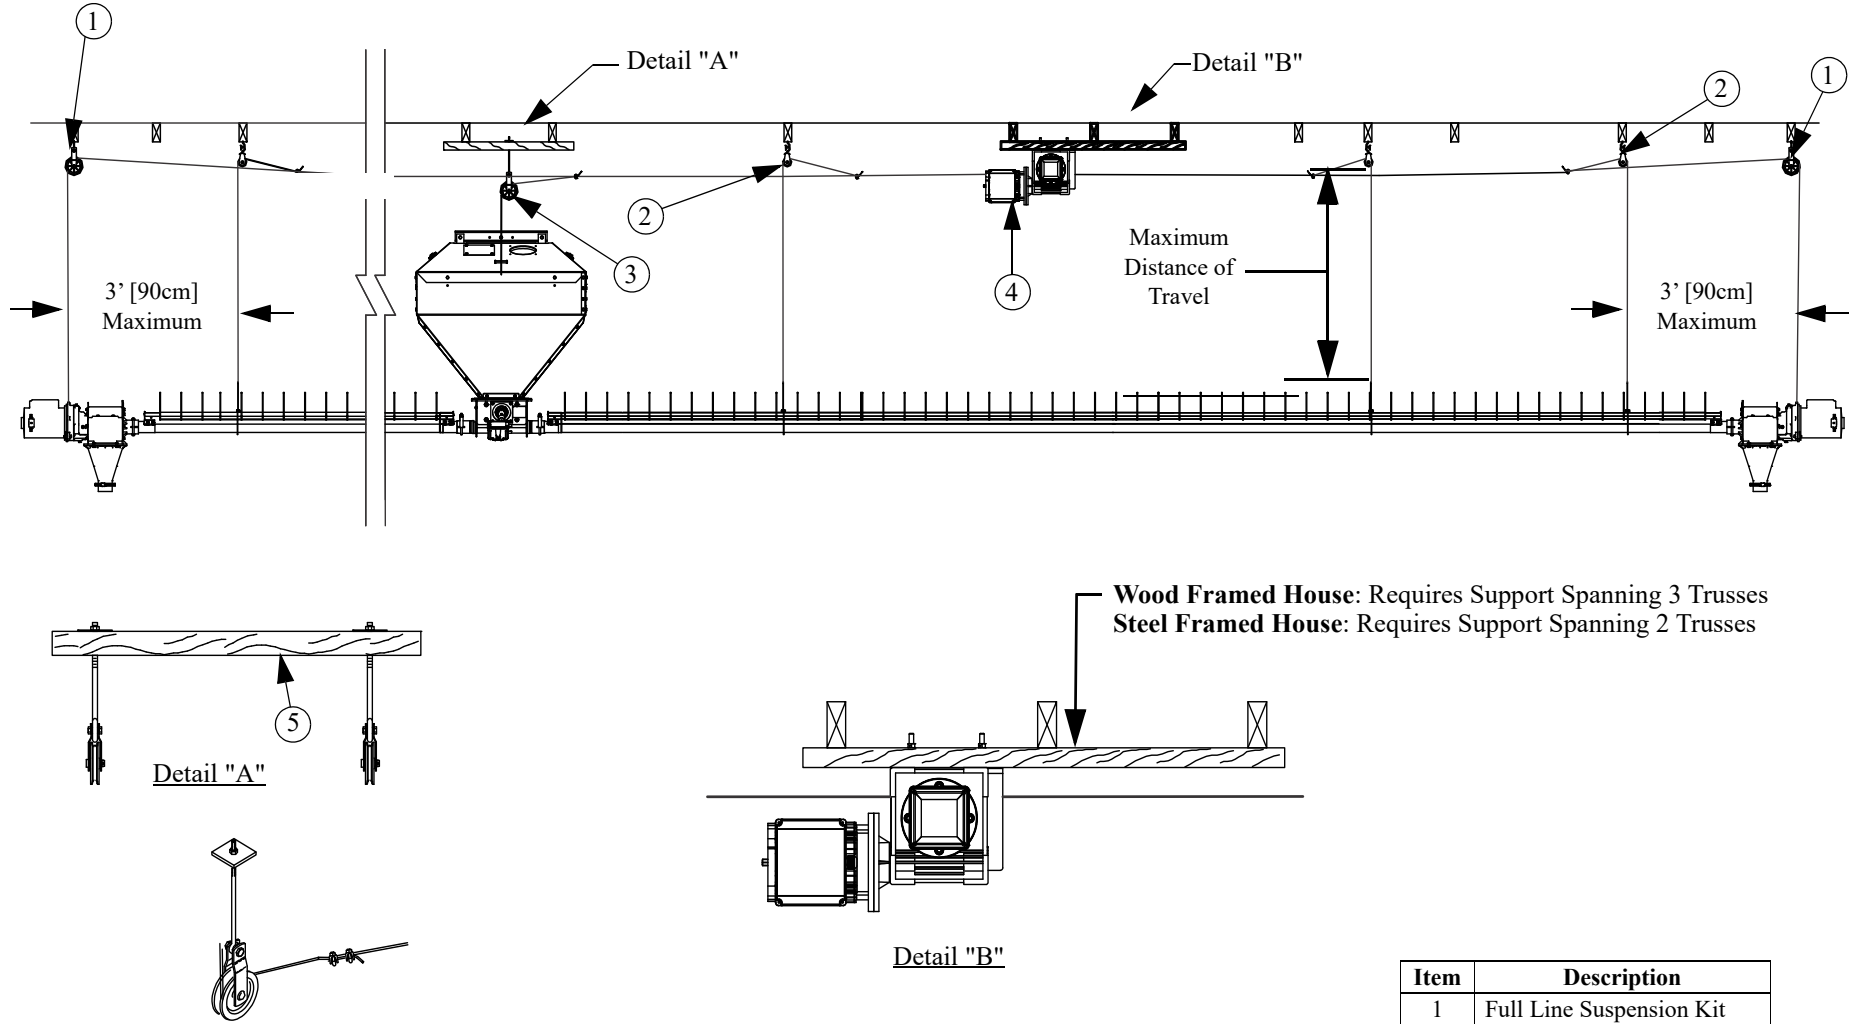 1
Detail "A"
Detail "B"
1
2
2
3
4
Maximum
Distance of
Travel
3’ [90cm]
Maximum
3’ [90cm]
Maximum
Wood Framed House: Requires Support Spanning 3 Trusses
Steel Framed House: Requires Support Spanning 2 Trusses
5
Detail "A"
Detail "B"
Item Description
1 Full Line Suspension Kit